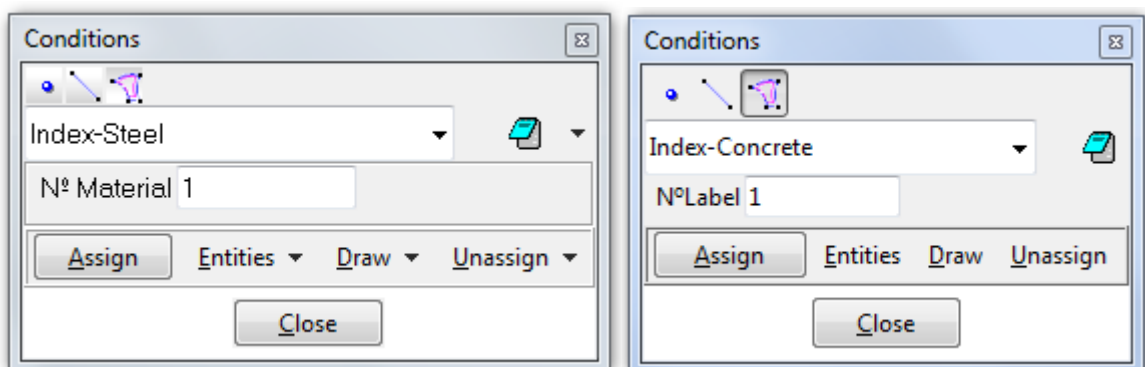 Conditions
Index-Steel
Nº Material 1
Assign Entities Draw Unassign
Close
Conditions
Index-Concrete
NºLabel 1
Assign Entities Draw Unassign
Close